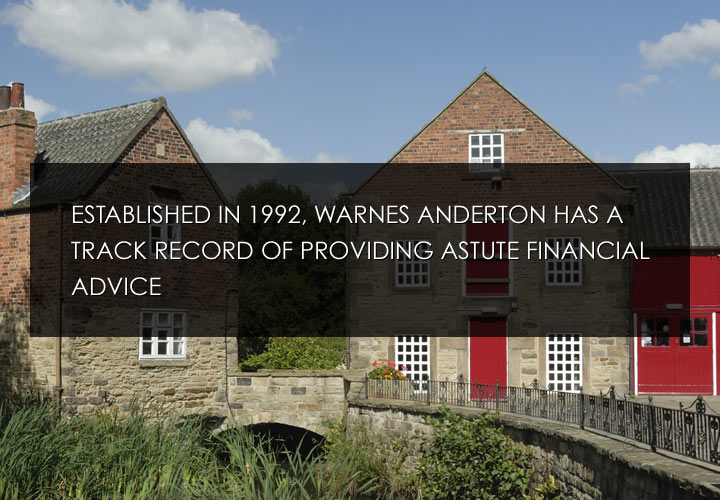 ESTABLISHED IN 1992, WARNES ANDERTON HAS A
TRACK RECORD OF PROVIDING ASTUTE FINANCIAL
ADVICE